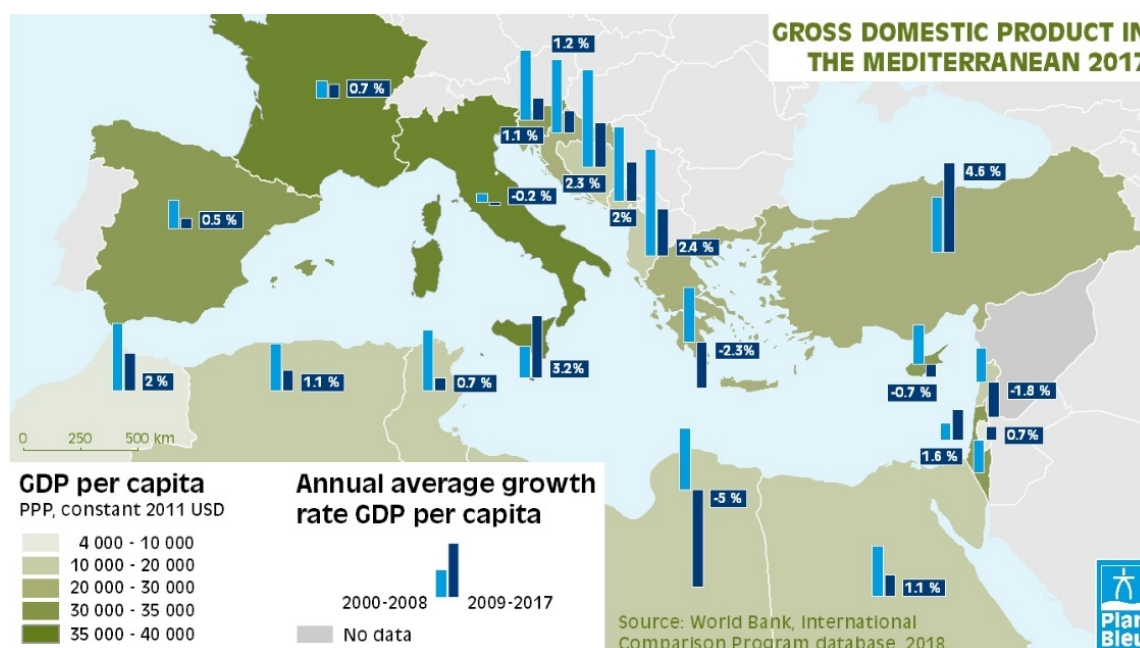 GROSS DOMESTIC PRODUCT IN
THE MEDITERRANEAN 2017
1.2 %
0.7 %
1.1 %
4.6 %
-0.2 %
2.3 %
0.5 %
2%
2.4 %
-2.3%
3.2%
2 %
1.1 %
0.7 %
-0.7 %
-1.8 %
0.7%
1.6 %
0 250 500 km
-5 %
1.1 %
GDP per capita
PPP, constant 2011 USD
4 000 - 10 000
10 000 - 20 000
20 000 - 30 000
30 000 - 35 000
35 000 - 40 000
Annual average growth
rate GDP per capita
2000-2008 2009-2017
No data
Source: World Bank, International
Comparison Program database, 2018
Plan
Bleu